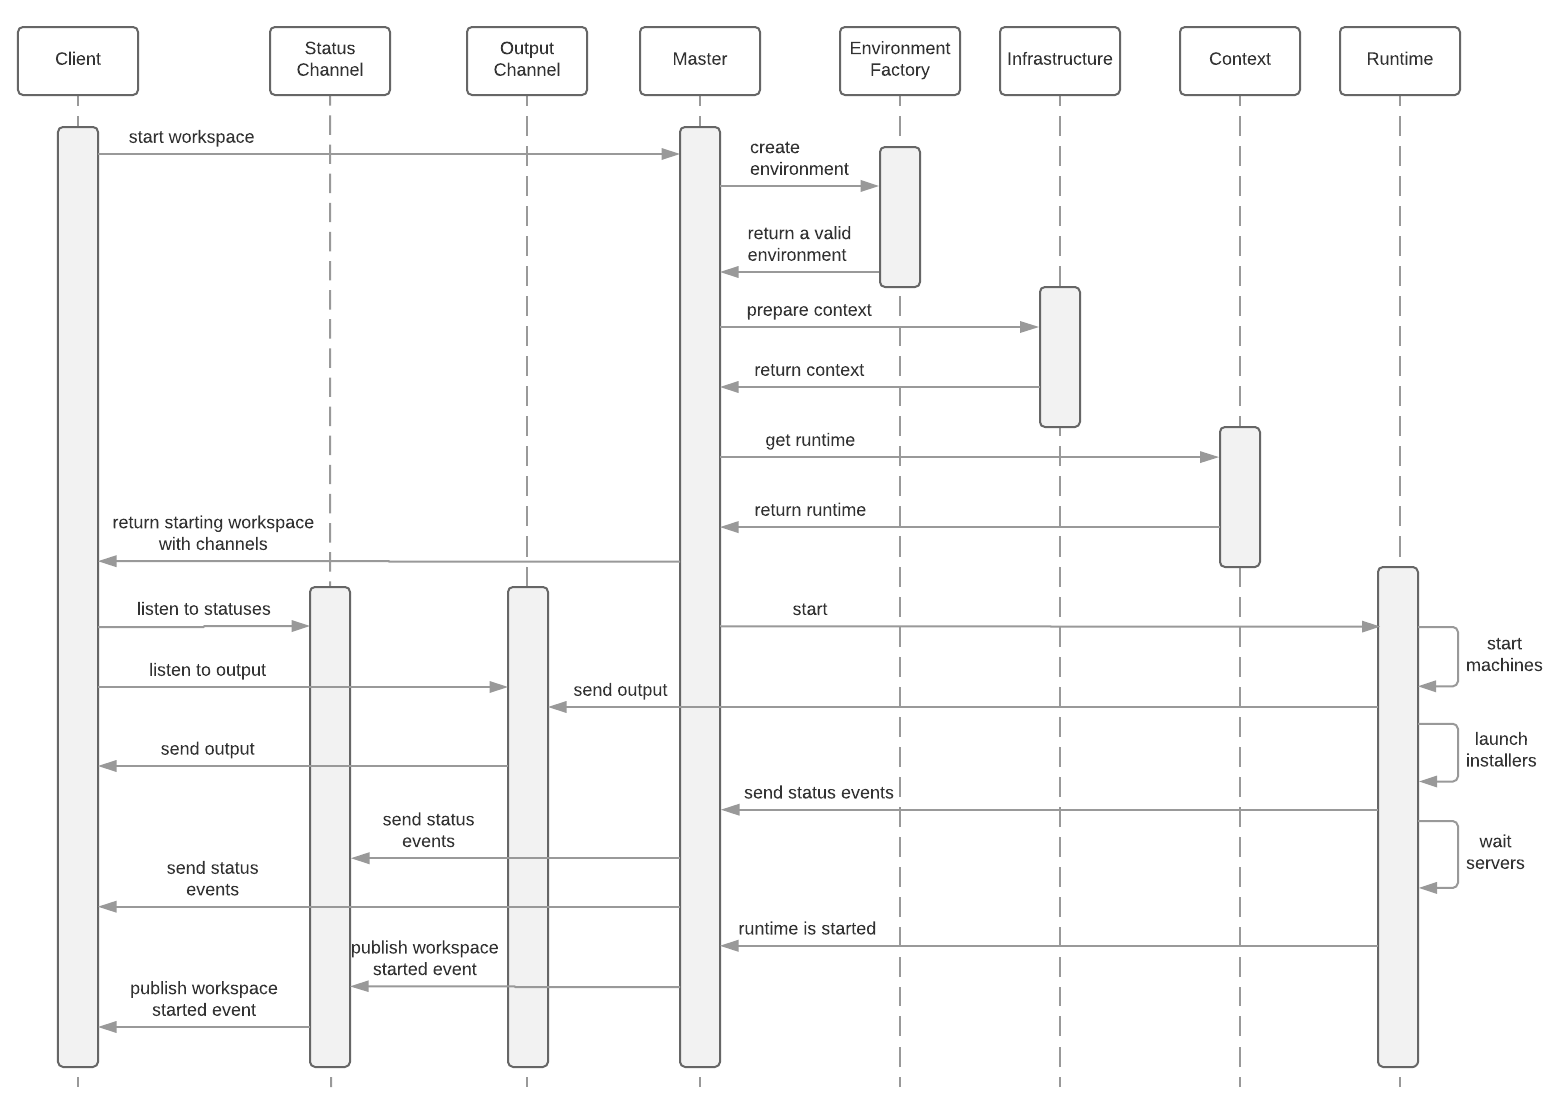 Client
Status
Channel
Output
Channel
Master
Environment
Factory
Infrastructure
Context
Runtime
start workspace
create
environment
return a valid
environment
prepare context
return context
get runtime
return runtime
return starting workspace
with channels
listen to statuses
start
start
machines
listen to output
send output
launch
installers
send output
send status events
send status
events
wait
servers
send status
events
runtime is started
publish workspace
started event
publish workspace
started event